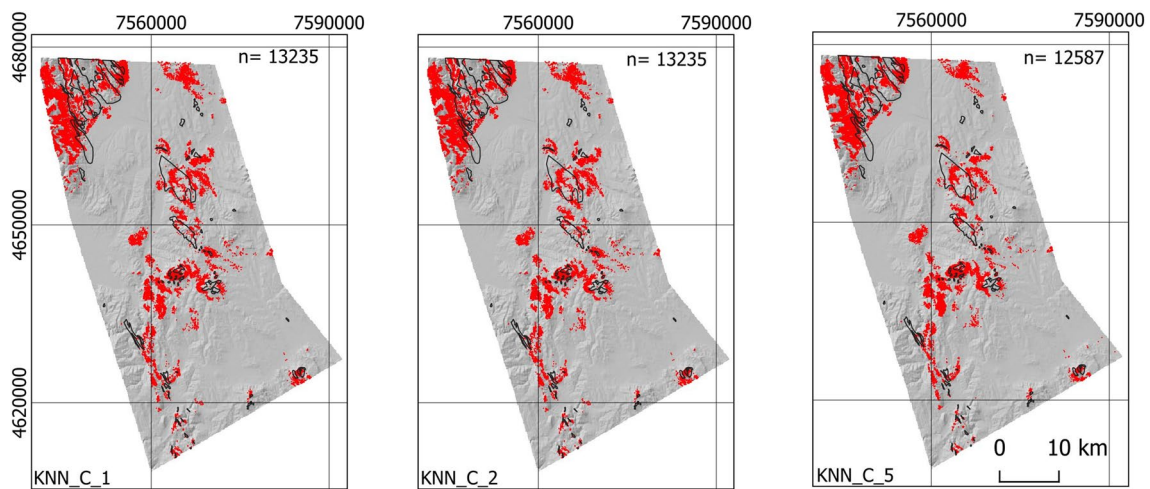 7560000 7590000 7560000 7590000 7560000 7590000
4680000 n= 13235 n= 13235 n= 12587
4650000
4620000
0 10 km
KNN_C_1 KNN_C_2 KNN_C_5